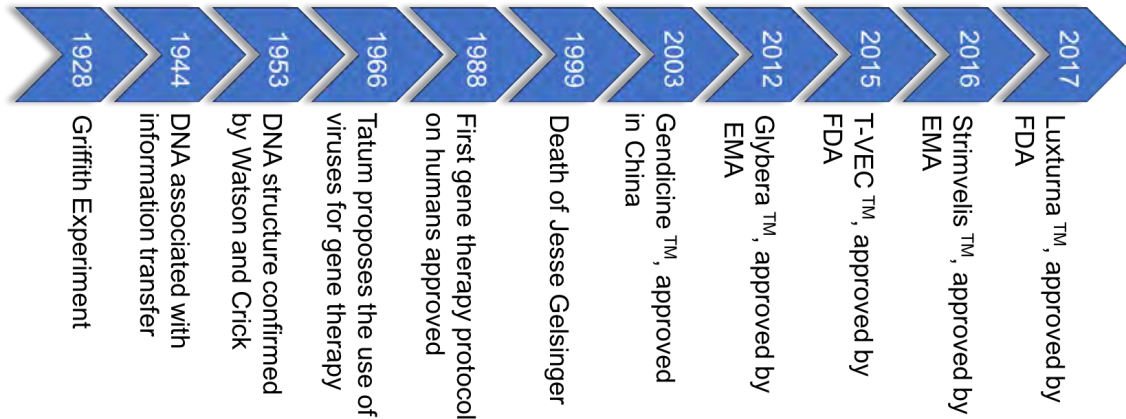 1928
Griffith Experiment
1944
DNA associated with
information transfer
1953
DNA structure confirmed
by Watson and Crick
1966
Tatum proposes the use of
viruses for gene therapy
1988
First gene therapy protocol
on humans approved
1999
Death of Jesse Gelsinger
2003
Gendicine ™, approved
in China
2012
Glybera ™, approved by
EMA
2015
T-VEC ™, approved by
FDA
2016
Strimvelis ™, approved by
EMA
2017
Luxturna ™, approved by
FDA